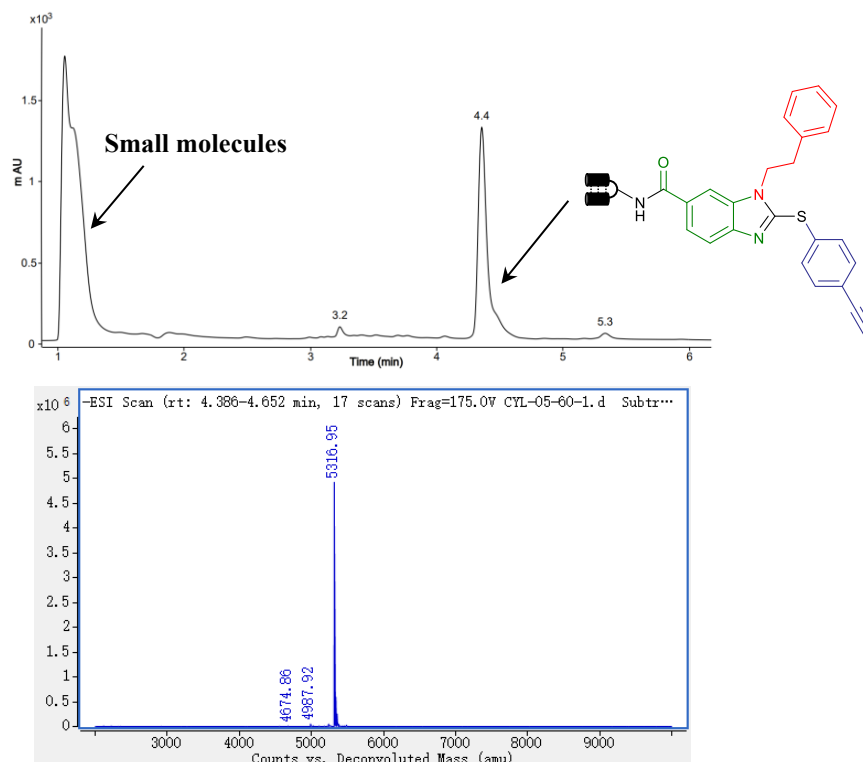 x10³
1.5
1
0.5
0
m AU
Small molecules
3.2
4.4
5.3
1
2
3
4
5
6
Time (min)
O
N
H
N
N
S
x10 6
-ESI Scan (rt: 4.386-4.652 min, 17 scans) Frag=175.0V CYL-05-60-1.d Subtr…
6
5.5
5
4.5
4
3.5
3
2.5
2
1.5
1
0.5
0
4674.86
4987.92
5316.95
3000
4000
5000
6000
7000
8000
9000
Counts vs. Deconvoluted Mass (amu)